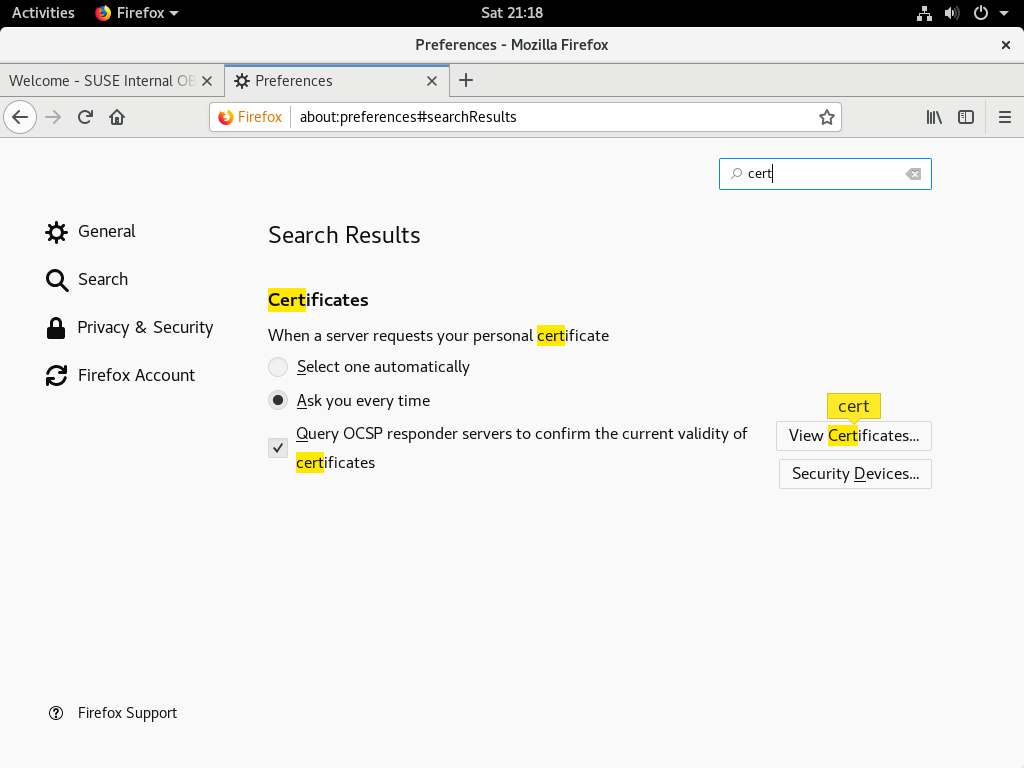 Activities Firefox Sat 21:18
Preferences - Mozilla Firefox
Welcome - SUSE Internal OB Preferences
Firefox about:preferences#searchResults
cert
General
Search
Privacy & Security
Firefox Account
Search Results
Certificates
When a server requests your personal certificate
Select one automatically
Ask you every time
Query OCSP responder servers to confirm the current validity of
certificates
cert
View Certificates...
Security Devices...
Firefox Support